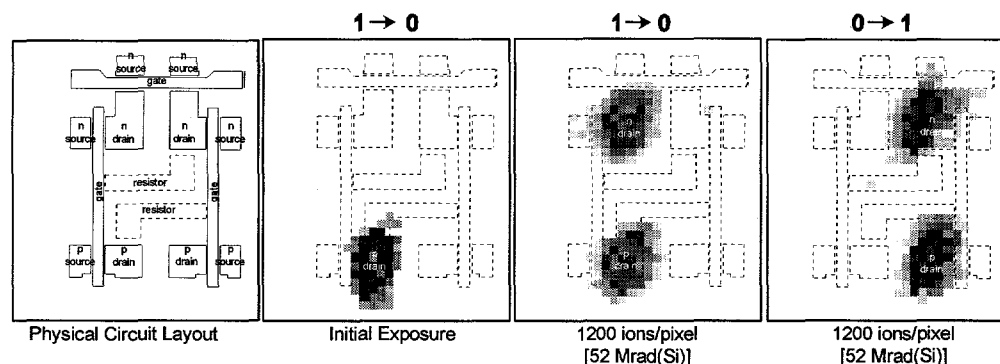 1→0
1→0
0→1
n
source
n
source
gate
n
source
n
drain
n
drain
n
source
gate
resistor
resistor
gate
p
source
p
drain
p
drain
p
source
drain
drain
p
drain
n
p
drain
Physical Circuit Layout
Initial Exposure
1200 ions/pixel
[52 Mrad(Si)]
1200 ions/pixel
[52 Mrad(Si)]